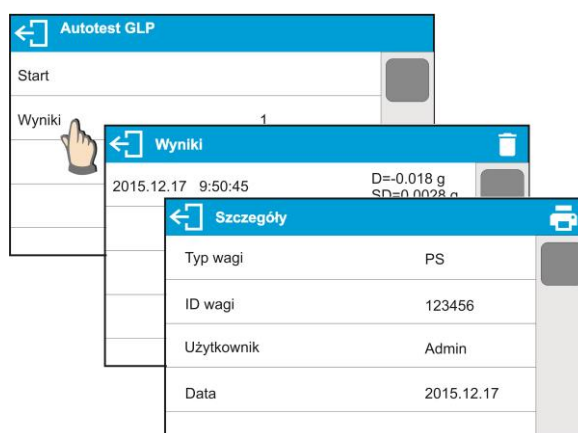 Autotest GLP
Start
Wyniki 1
Wyniki
2015.12.17 9:50:45 D=-0.018 g
SD=0.0028 g
Szczegóły
Typ wagi PS
ID wagi 123456
Użytkownik Admin
Data 2015.12.17